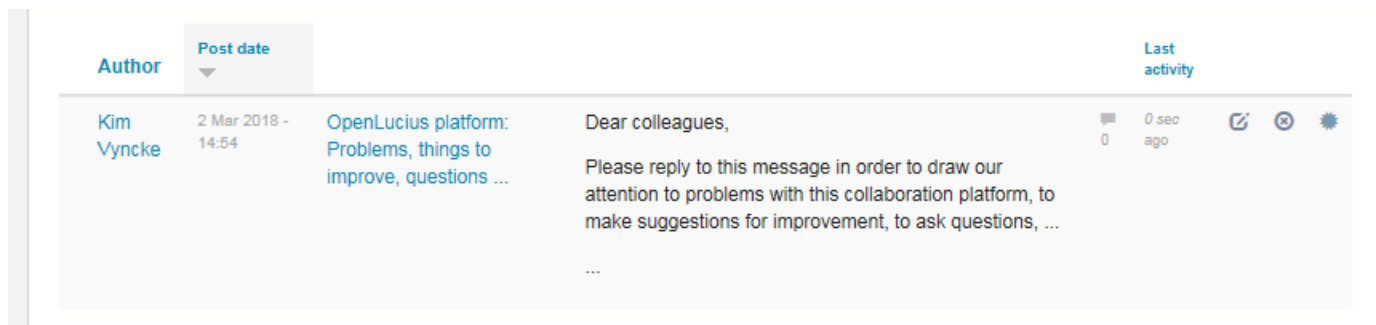 Author
Post date
Last
activity
Kim
Vyncke
2 Mar 2018 -
14:54
OpenLucius platform:
Problems, things to
improve, questions ...
Dear colleagues,
Please reply to this message in order to draw our
attention to problems with this collaboration platform, to
make suggestions for improvement, to ask questions, ...
...
0
0 sec
ago